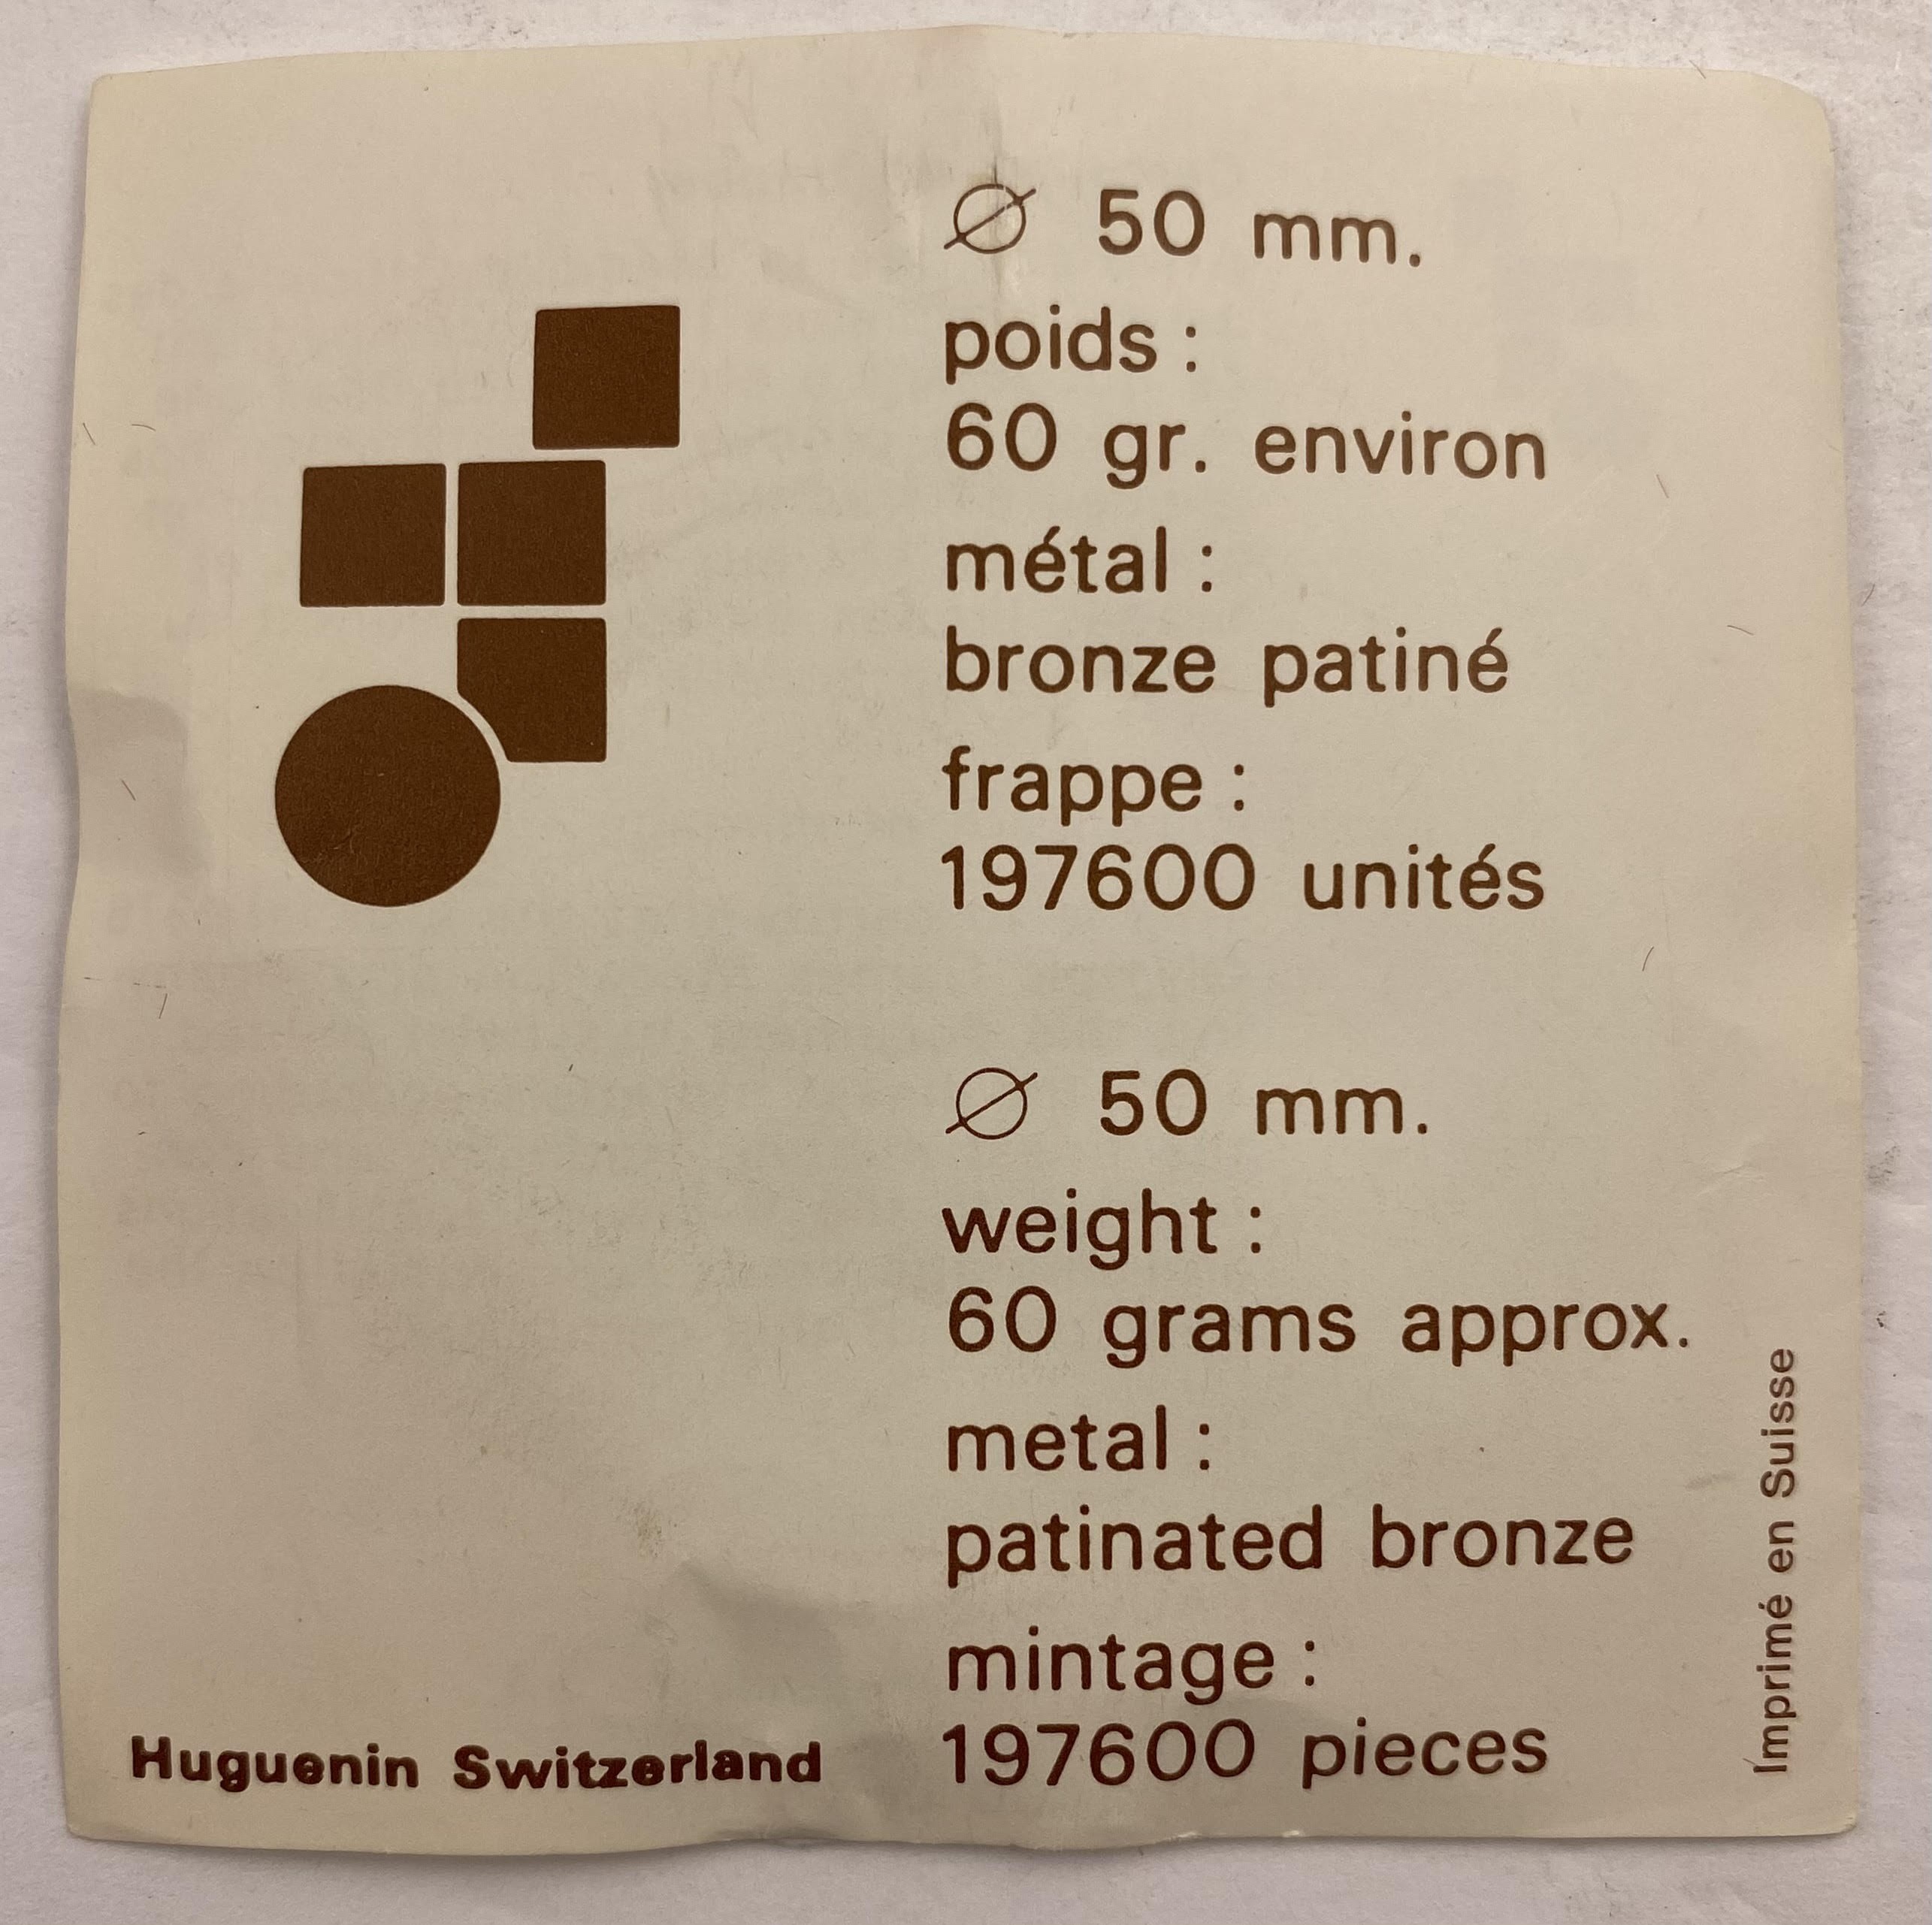 Ø 50 mm.
poids :
60 gr. environ
métal :
bronze patiné
frappe :
197600 unités
Ø 50 mm.
weight :
60 grams approx.
metal :
patinated bronze
mintage :
197600 pieces
Huguenin Switzerland
Imprimé en Suisse